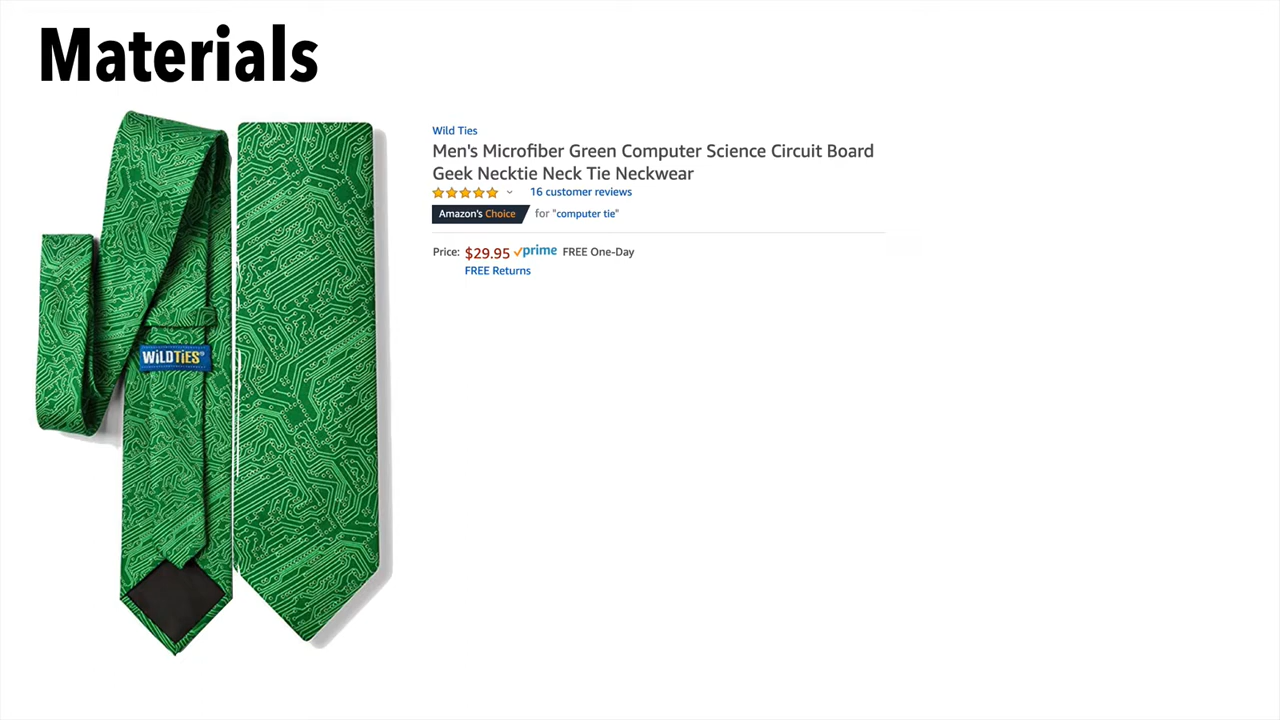 Materials
WiLDTiES®
Wild Ties
Men's Microfiber Green Computer Science Circuit Board
Geek Necktie Neck Tie Neckwear
16 customer reviews
Amazon's Choice for "computer tie"
Price: $29.95 prime FREE One-Day
FREE Returns